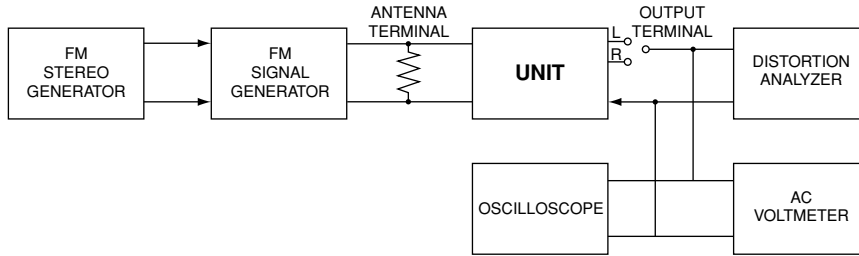 ANTENNA
TERMINAL
OUTPUT
TERMINAL
FM
STEREO
GENERATOR
FM
SIGNAL
GENERATOR
UNIT
L
R
DISTORTION
ANALYZER
OSCILLOSCOPE
AC
VOLTMETER